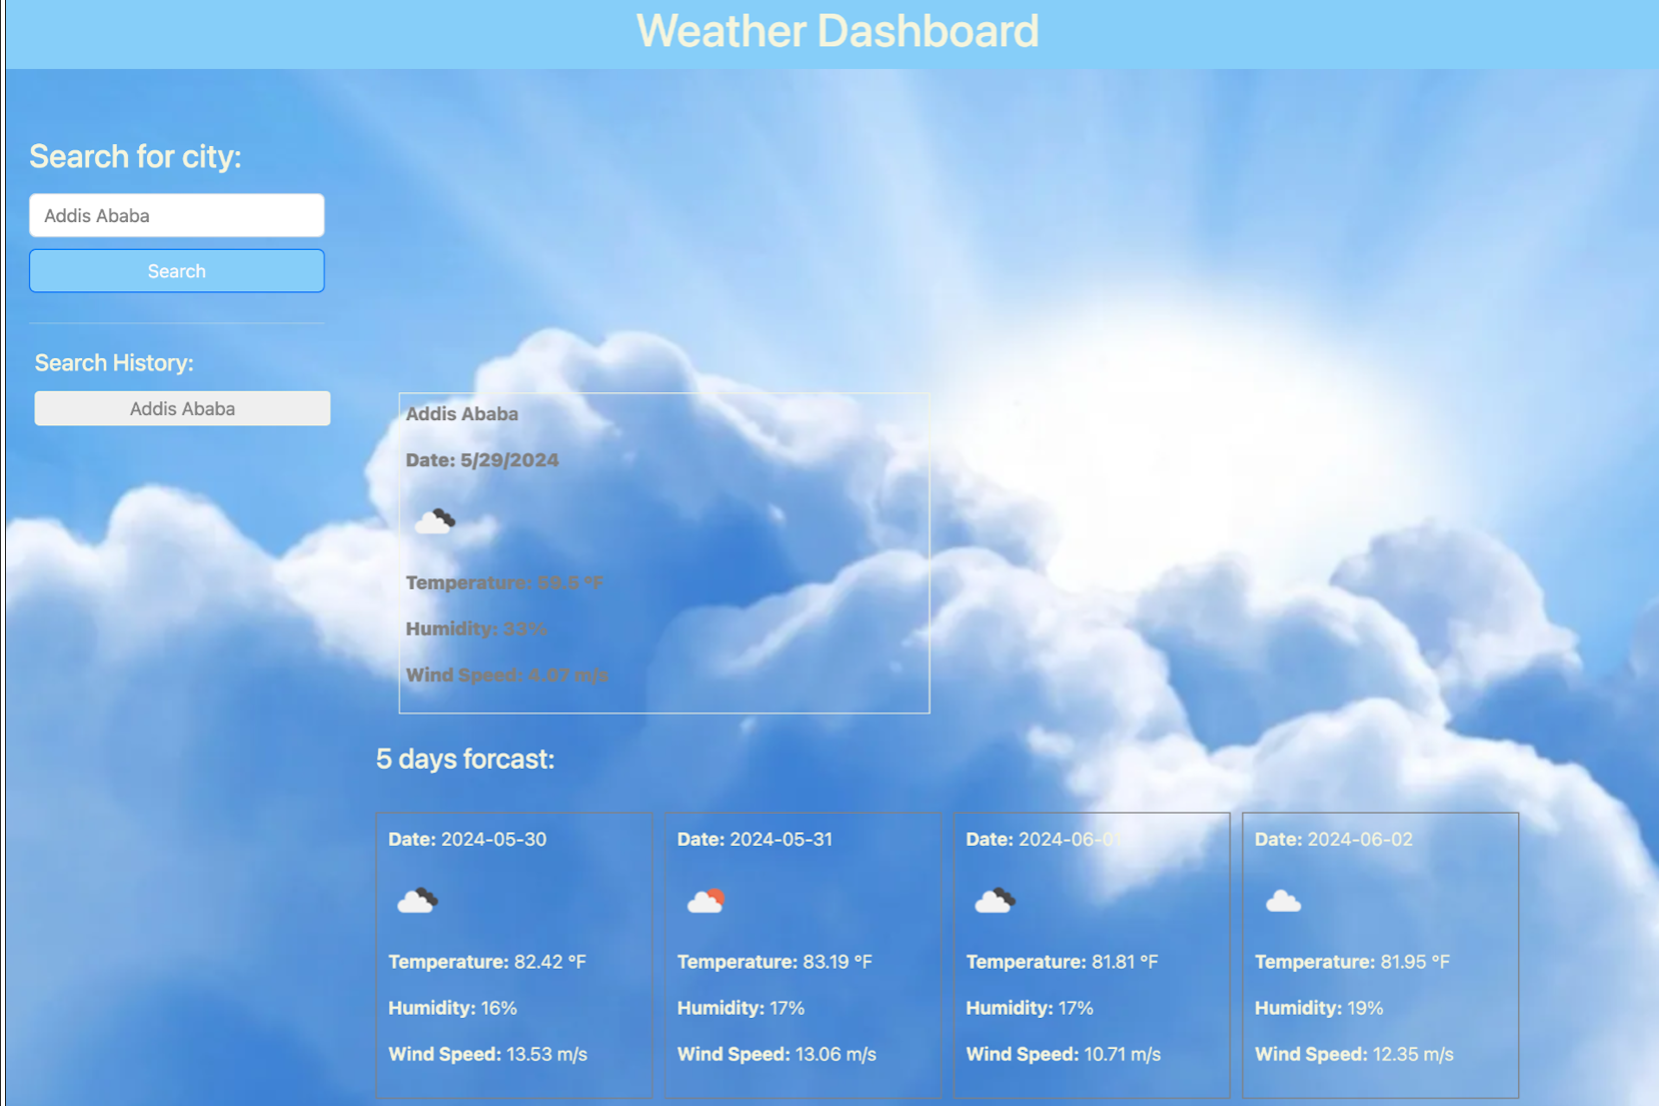 Weather Dashboard
Search for city:
Addis Ababa
Search
Search History:
Addis Ababa
Addis Ababa
Date: 5/29/2024
Temperature: 59.5 °F
Humidity: 33%
Wind Speed: 4.07 m/s
5 days forcast:
Date: 2024-05-30
Temperature: 82.42 °F
Humidity: 16%
Wind Speed: 13.53 m/s
Date: 2024-05-31
Temperature: 83.19 °F
Humidity: 17%
Wind Speed: 13.06 m/s
Date: 2024-06-01
Temperature: 81.81 °F
Humidity: 17%
Wind Speed: 10.71 m/s
Date: 2024-06-02
Temperature: 81.95 °F
Humidity: 19%
Wind Speed: 12.35 m/s